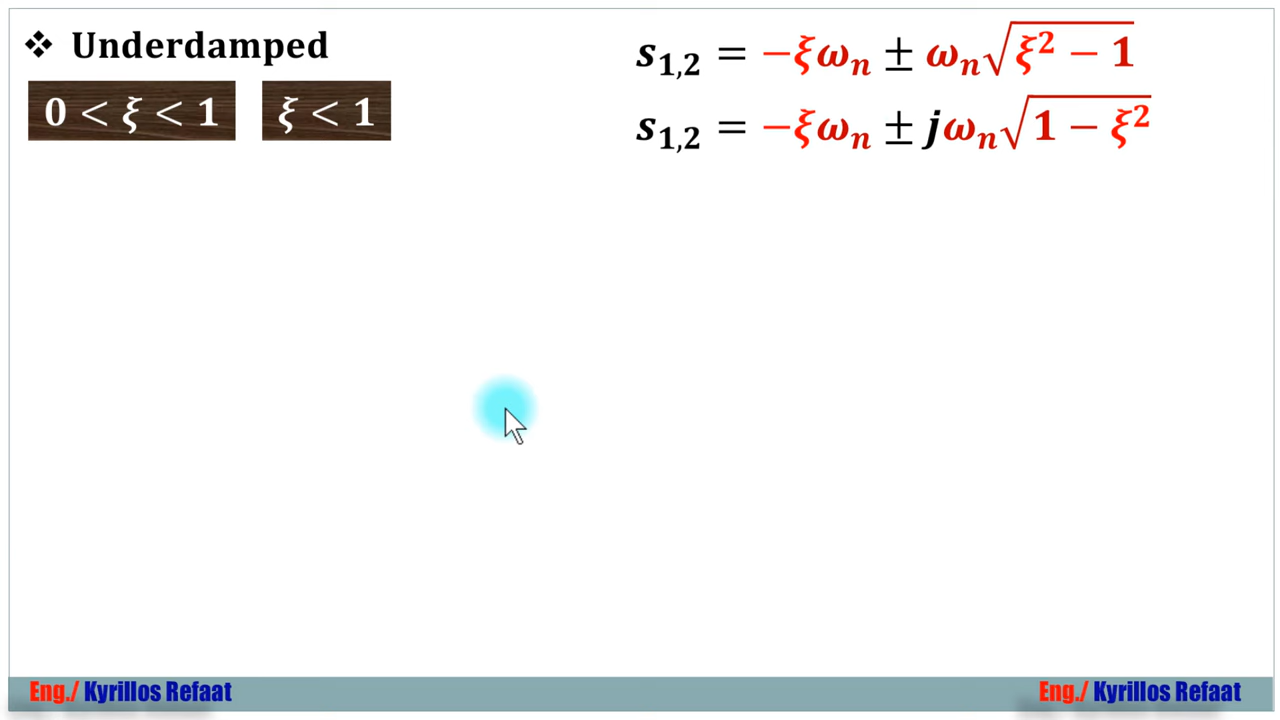 ❖ Underdamped
0 < ξ < 1 ξ < 1
s₁,₂ = −ξωₙ ± ωₙ√(ξ² − 1)
s₁,₂ = −ξωₙ ± jωₙ√(1 − ξ²)
Eng./ Kyrillos Refaat Eng./ Kyrillos Refaat